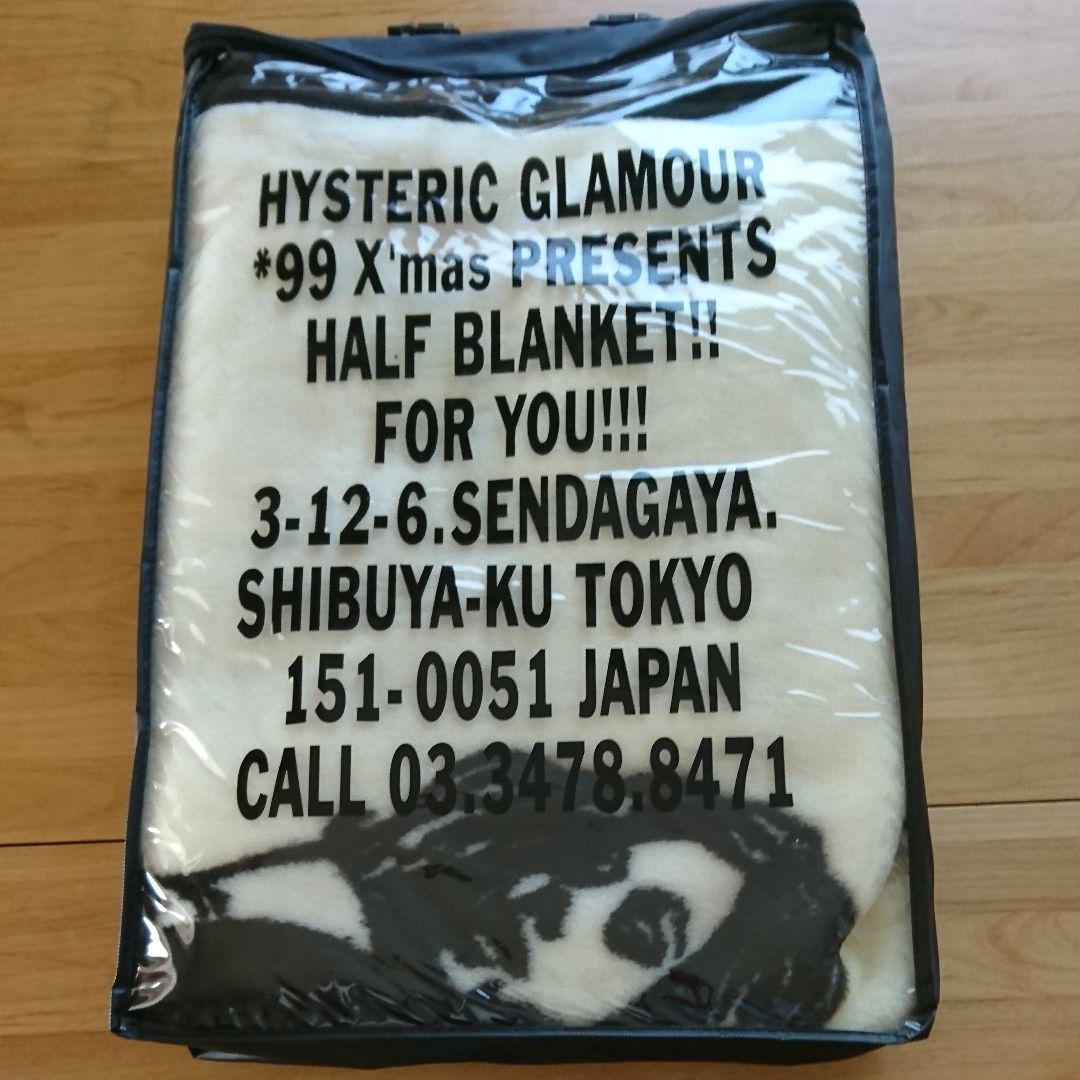 HYSTERIC GLAMOUR
*99 X'mas PRESENTS
HALF BLANKET!!
FOR YOU!!!
3-12-6.SENDAGAYA.
SHIBUYA-KU TOKYO
151-0051 JAPAN
CALL 03.3478.8471